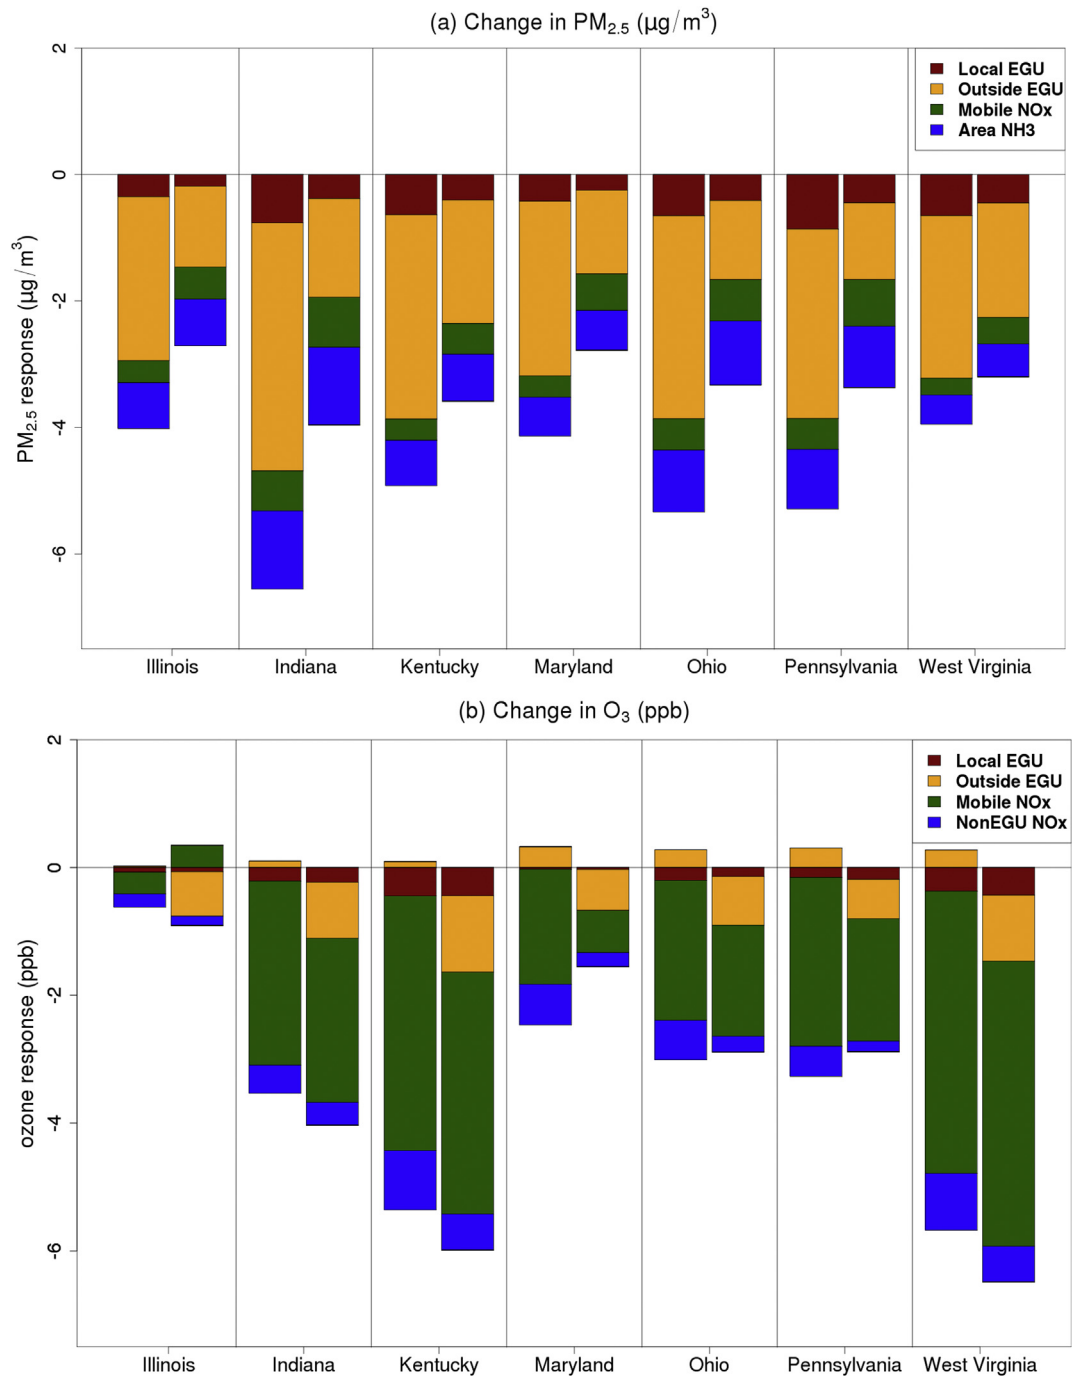 (a) Change in PM2.5 (μg/m3)
2
0
-2
-4
-6
PM2.5 response (μg/m3)
Local EGU
Outside EGU
Mobile NOx
Area NH3
Illinois Indiana Kentucky Maryland Ohio Pennsylvania West Virginia
(b) Change in O3 (ppb)
2
0
-2
-4
-6
ozone response (ppb)
Local EGU
Outside EGU
Mobile NOx
NonEGU NOx
Illinois Indiana Kentucky Maryland Ohio Pennsylvania West Virginia